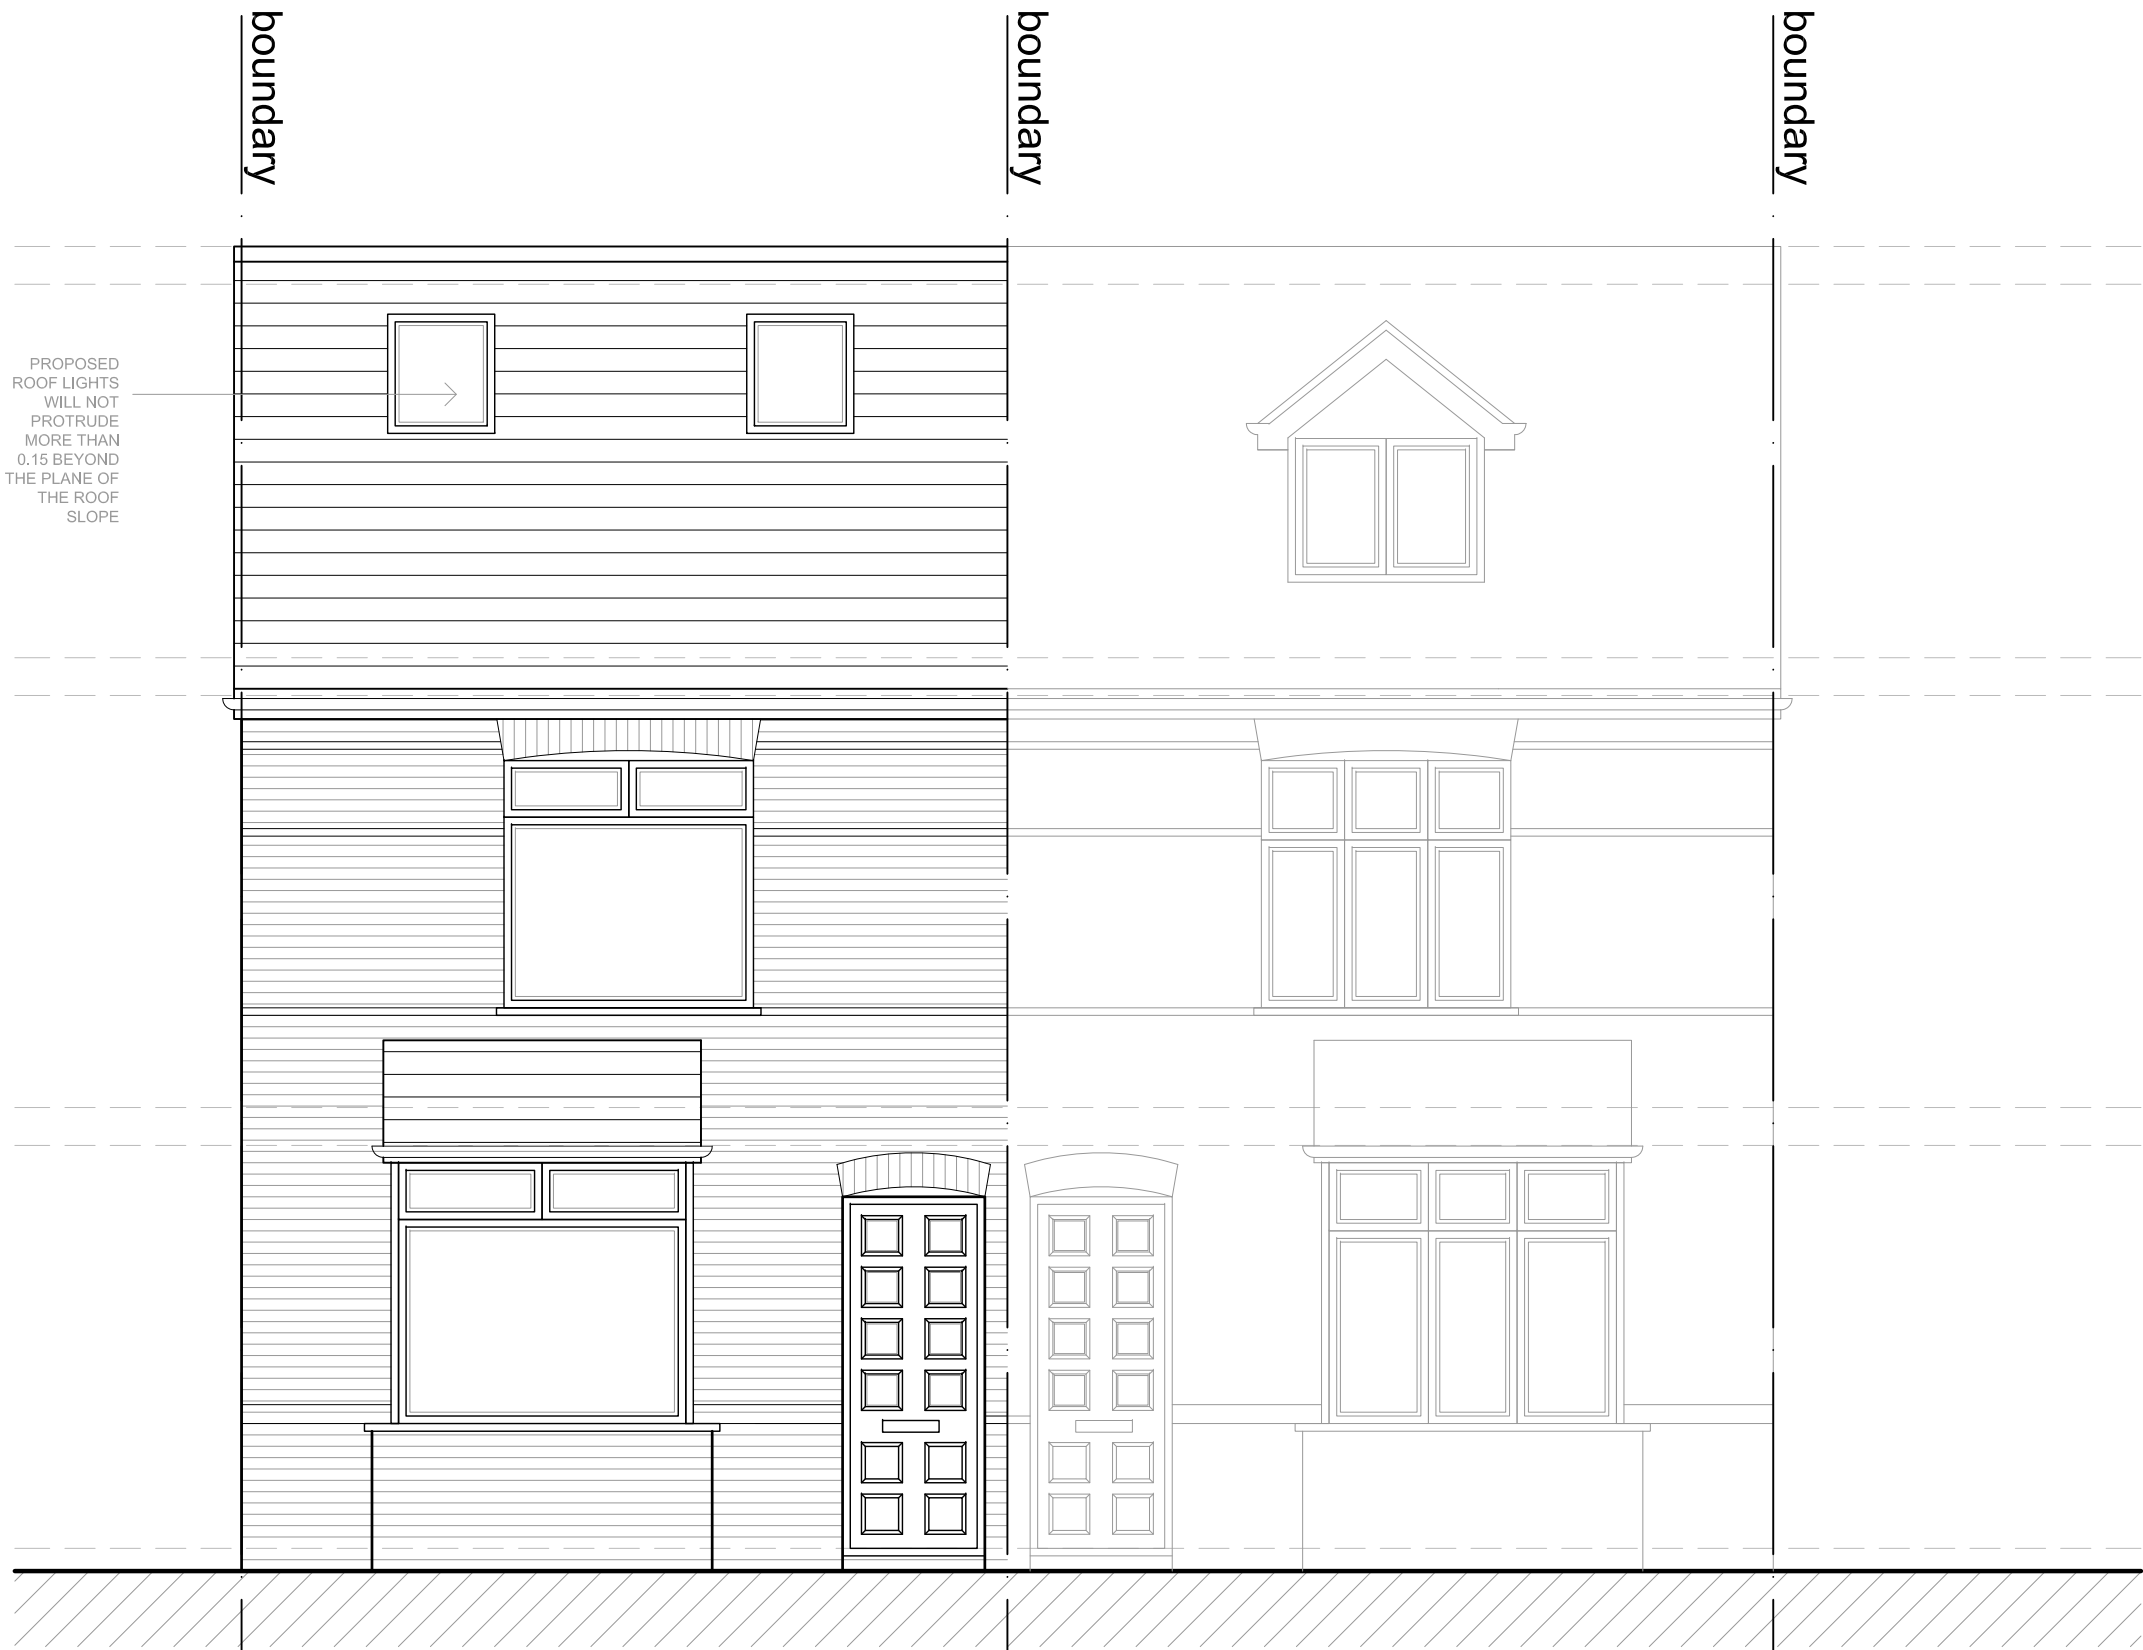 boundary
boundary
boundary
PROPOSED
ROOF LIGHTS
WILL NOT
PROTRUDE
MORE THAN
0.15 BEYOND
THE PLANE OF
THE ROOF
SLOPE